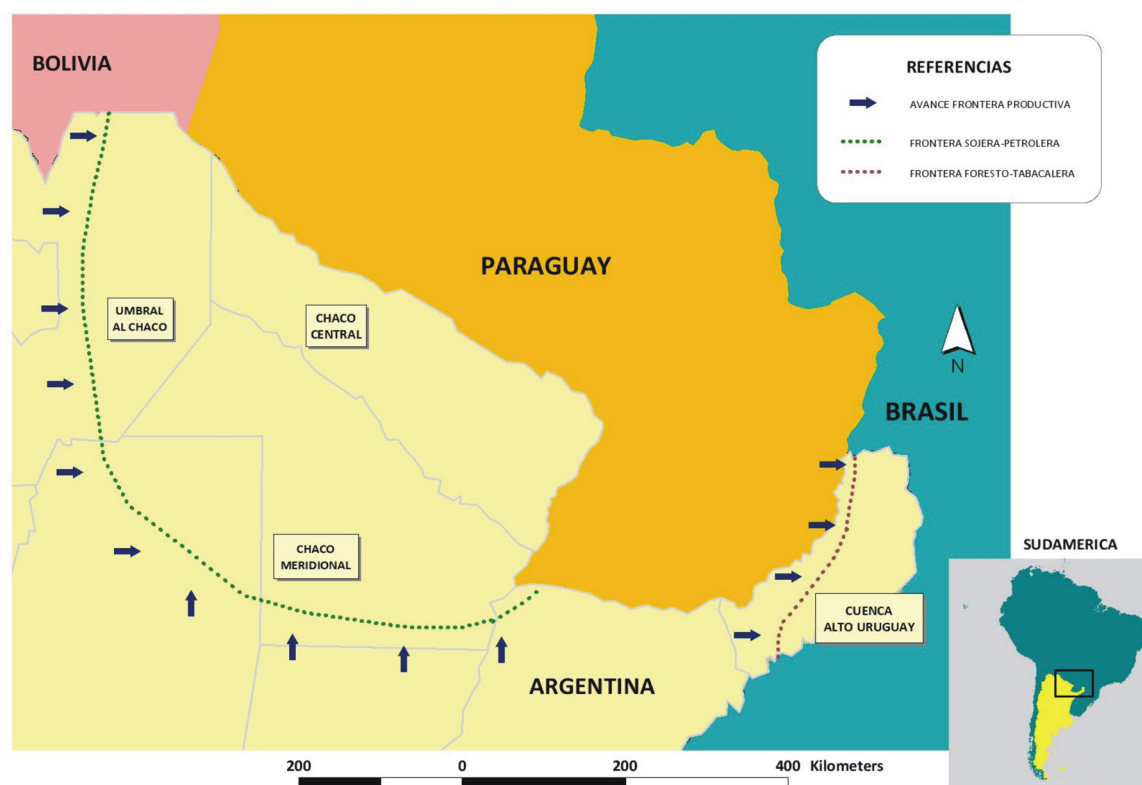 BOLIVIA
REFERENCIAS
AVANCE FRONTERA PRODUCTIVA
FRONTERA SOJERA-PETROLERA
FRONTERA FORESTO-TABACALERA
PARAGUAY
UMBRAL
AL CHACO
CHACO
CENTRAL
N
BRASIL
CHACO
MERIDIONAL
SUDAMERICA
CUENCA
ALTO URUGUAY
ARGENTINA
200 0 200 400 Kilometers